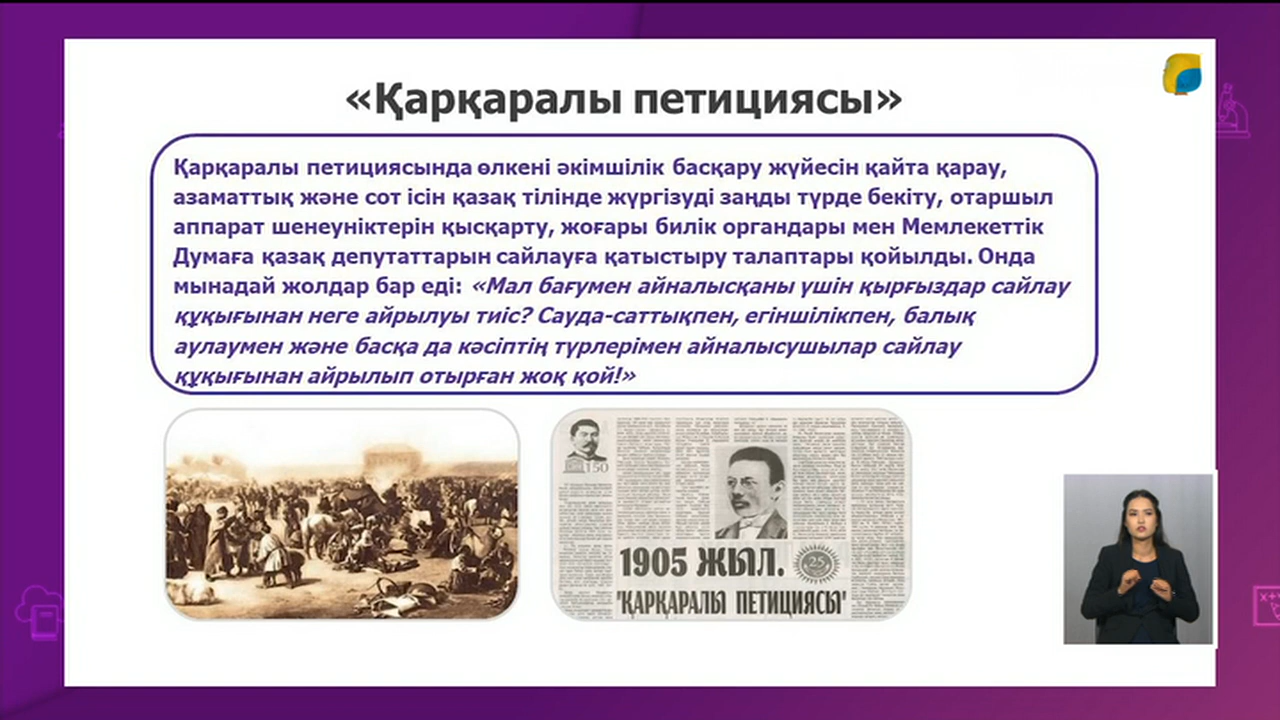 «Қарқаралы петициясы»
Қарқаралы петициясында өлкені әкімшілік басқару жүйесін қайта қарау,
азаматтық және сот ісін қазақ тілінде жүргізуді заңды түрде бекіту, отаршыл
аппарат шенеуніктерін қысқарту, жоғары билік органдары мен Мемлекеттік
Думаға қазақ депутаттарын сайлауға қатыстыру талаптары қойылды. Онда
мынадай жолдар бар еді: «Мал бағумен айналысқаны үшін қырғыздар сайлау
құқығынан неге айрылуы тиіс? Сауда-саттықпен, егіншілікпен, балық
аулаумен және басқа да кәсіптің түрлерімен айналысушылар сайлау
құқығынан айрылып отырған жоқ қой!»
150
1905 ЖЫЛ.
25
"ҚАРҚАРАЛЫ ПЕТИЦИЯСЫ"